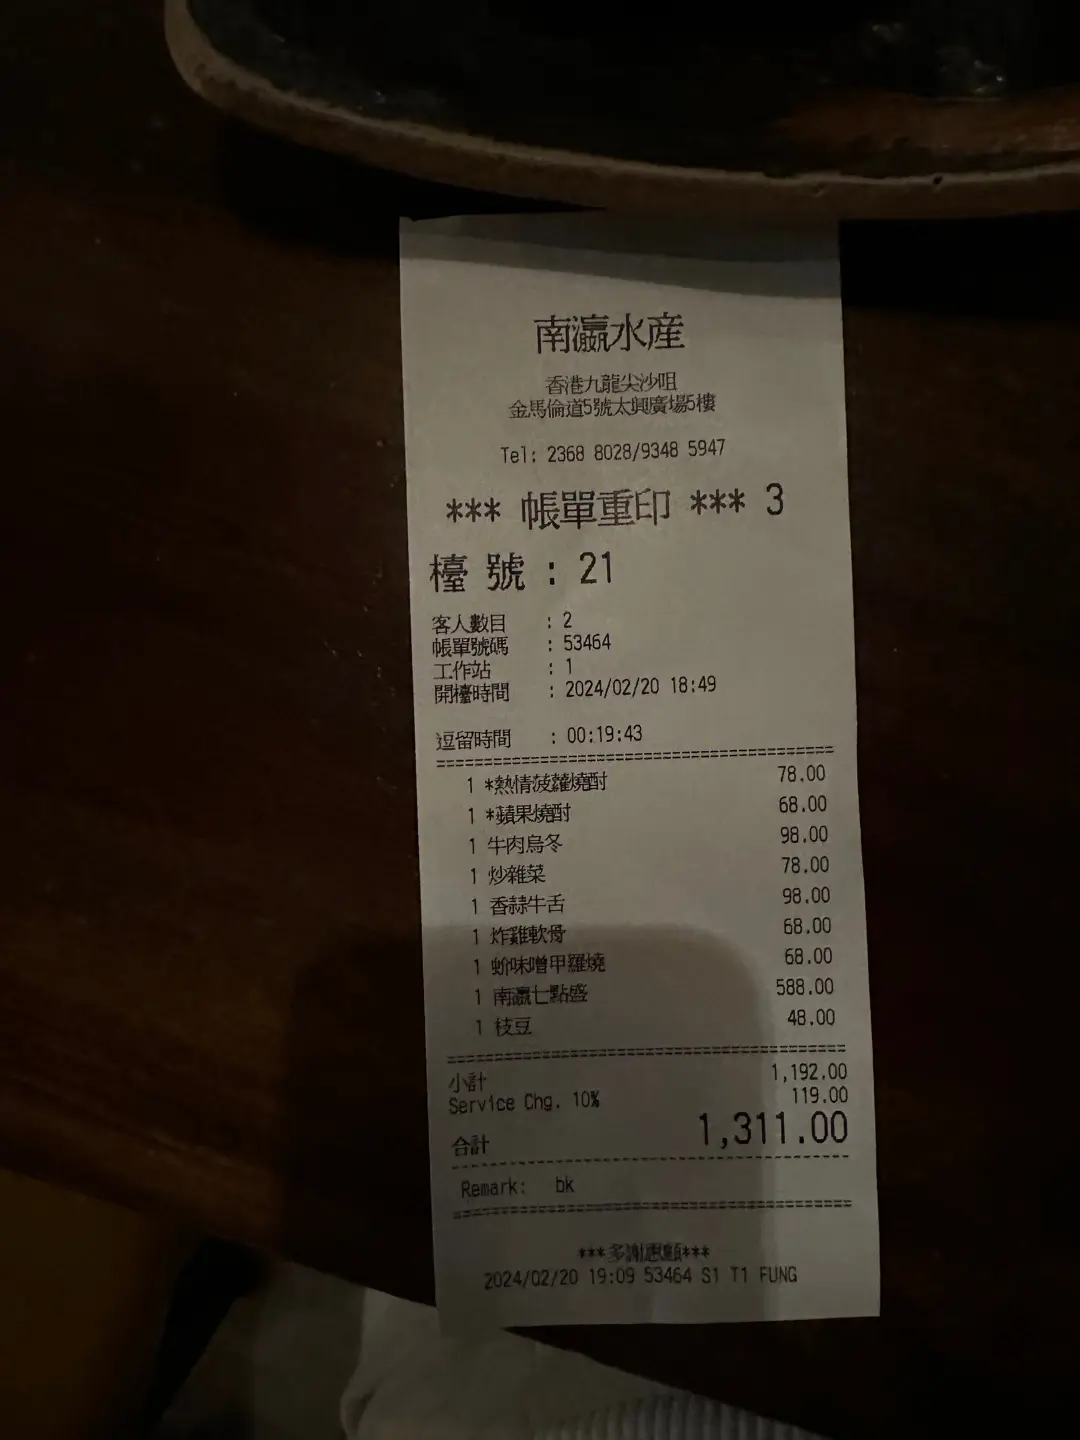 南瀛水産
香港九龍尖沙咀
金馬倫道5號太興廣場5樓
Tel: 2368 8028/9348 5947
*** 帳單重印 *** 3
檯 號 : 21
客人數目 : 2
帳單號碼 : 53464
工作站 : 1
開檯時間 : 2024/02/20 18:49
逗留時間 : 00:19:43
1 *熱情菠蘿燒酎 78.00
1 *蘋果燒酎 68.00
1 牛肉烏冬 98.00
1 炒雜菜 78.00
1 香蒜牛舌 98.00
1 炸雞軟骨 68.00
1 蚧味噌甲羅燒 68.00
1 南瀛七點盛 588.00
1 枝豆 48.00
小計 1,192.00
Service Chg. 10% 119.00
合計 1,311.00
Remark: bk
***多謝惠顧***
2024/02/20 19:09 53464 S1 T1 FUNG